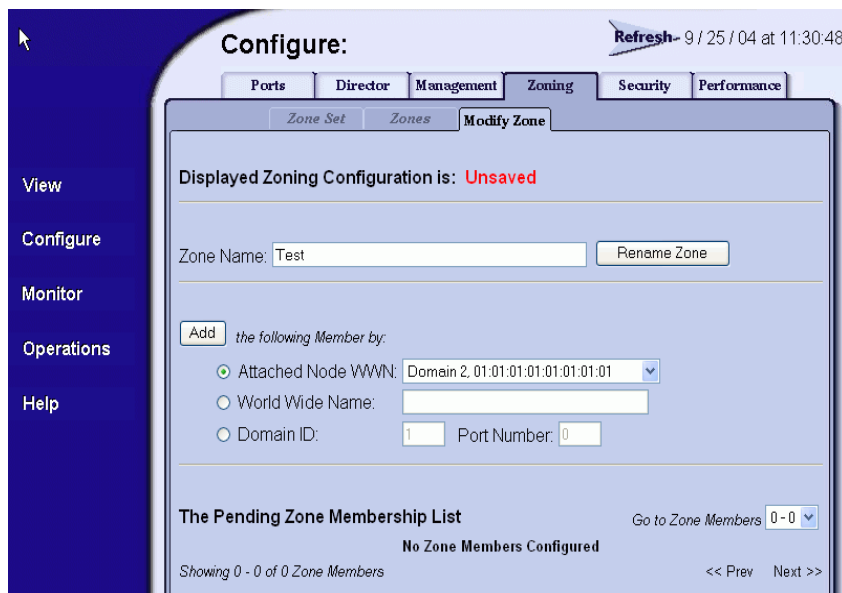 Configure:
Refresh- 9 / 25 / 04 at 11:30:48
Ports Director Management Zoning Security Performance
Zone Set Zones Modify Zone
View
Configure
Monitor
Operations
Help
Displayed Zoning Configuration is: Unsaved
Zone Name: Test Rename Zone
Add the following Member by:
Attached Node WWN: Domain 2, 01:01:01:01:01:01:01:01
World Wide Name:
Domain ID: 1 Port Number: 0
The Pending Zone Membership List Go to Zone Members 0 - 0
No Zone Members Configured
Showing 0 - 0 of 0 Zone Members << Prev Next >>